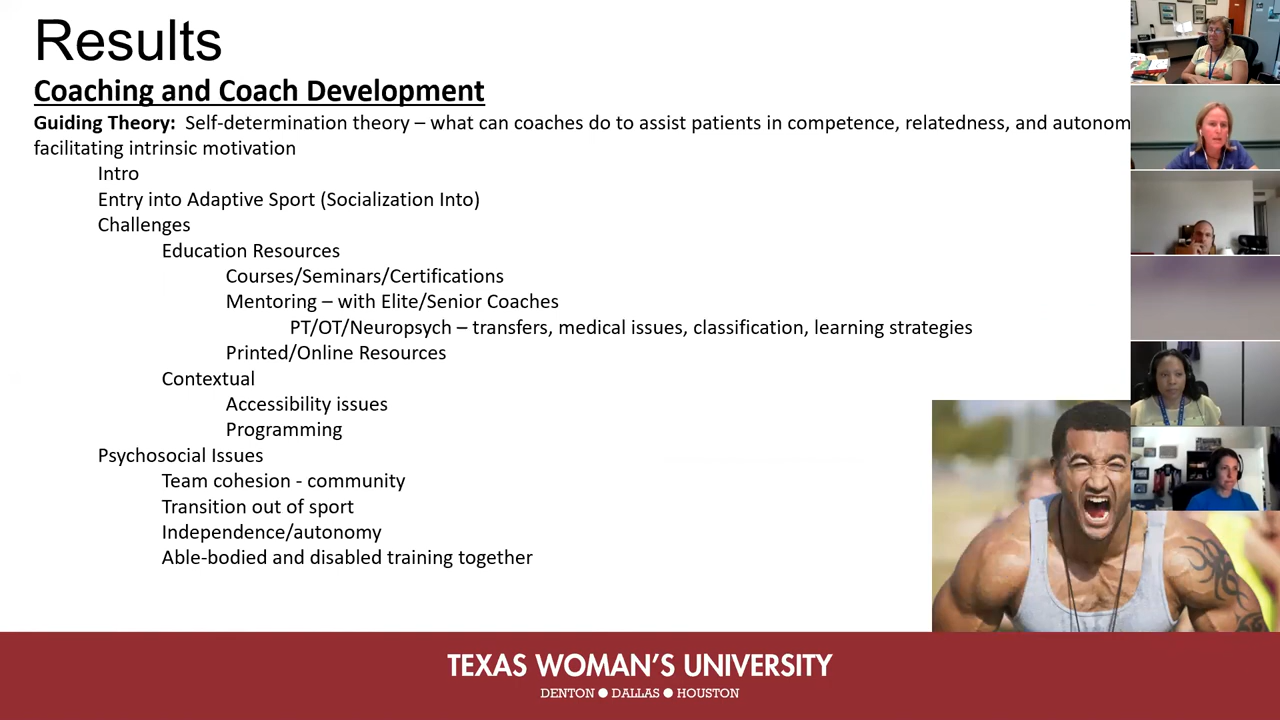 Results
Coaching and Coach Development
Guiding Theory: Self-determination theory – what can coaches do to assist patients in competence, relatedness, and autonom
facilitating intrinsic motivation
Intro
Entry into Adaptive Sport (Socialization Into)
Challenges
Education Resources
Courses/Seminars/Certifications
Mentoring – with Elite/Senior Coaches
PT/OT/Neuropsych – transfers, medical issues, classification, learning strategies
Printed/Online Resources
Contextual
Accessibility issues
Programming
Psychosocial Issues
Team cohesion - community
Transition out of sport
Independence/autonomy
Able-bodied and disabled training together
TEXAS WOMAN'S UNIVERSITY
DENTON ● DALLAS ● HOUSTON